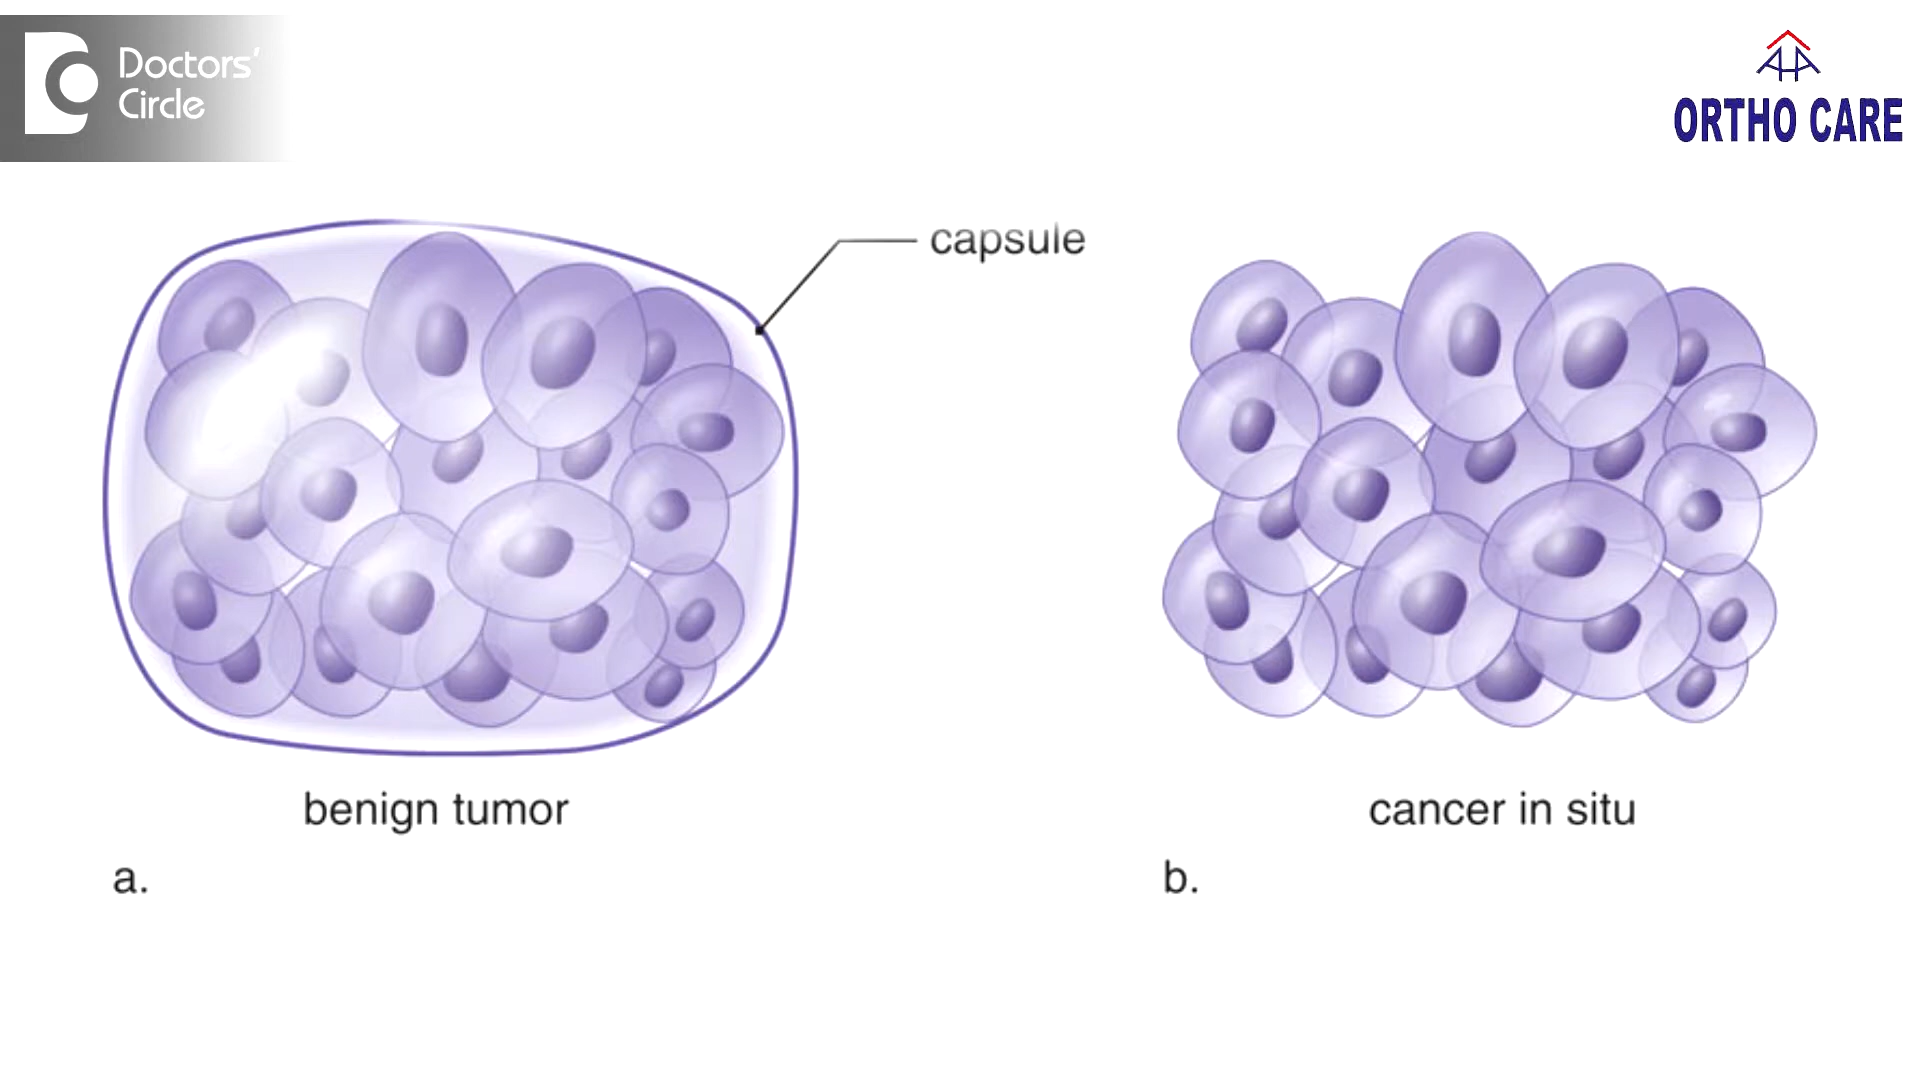 Doctors'
Circle
ORTHO CARE
capsule
benign tumor
cancer in situ
a.
b.